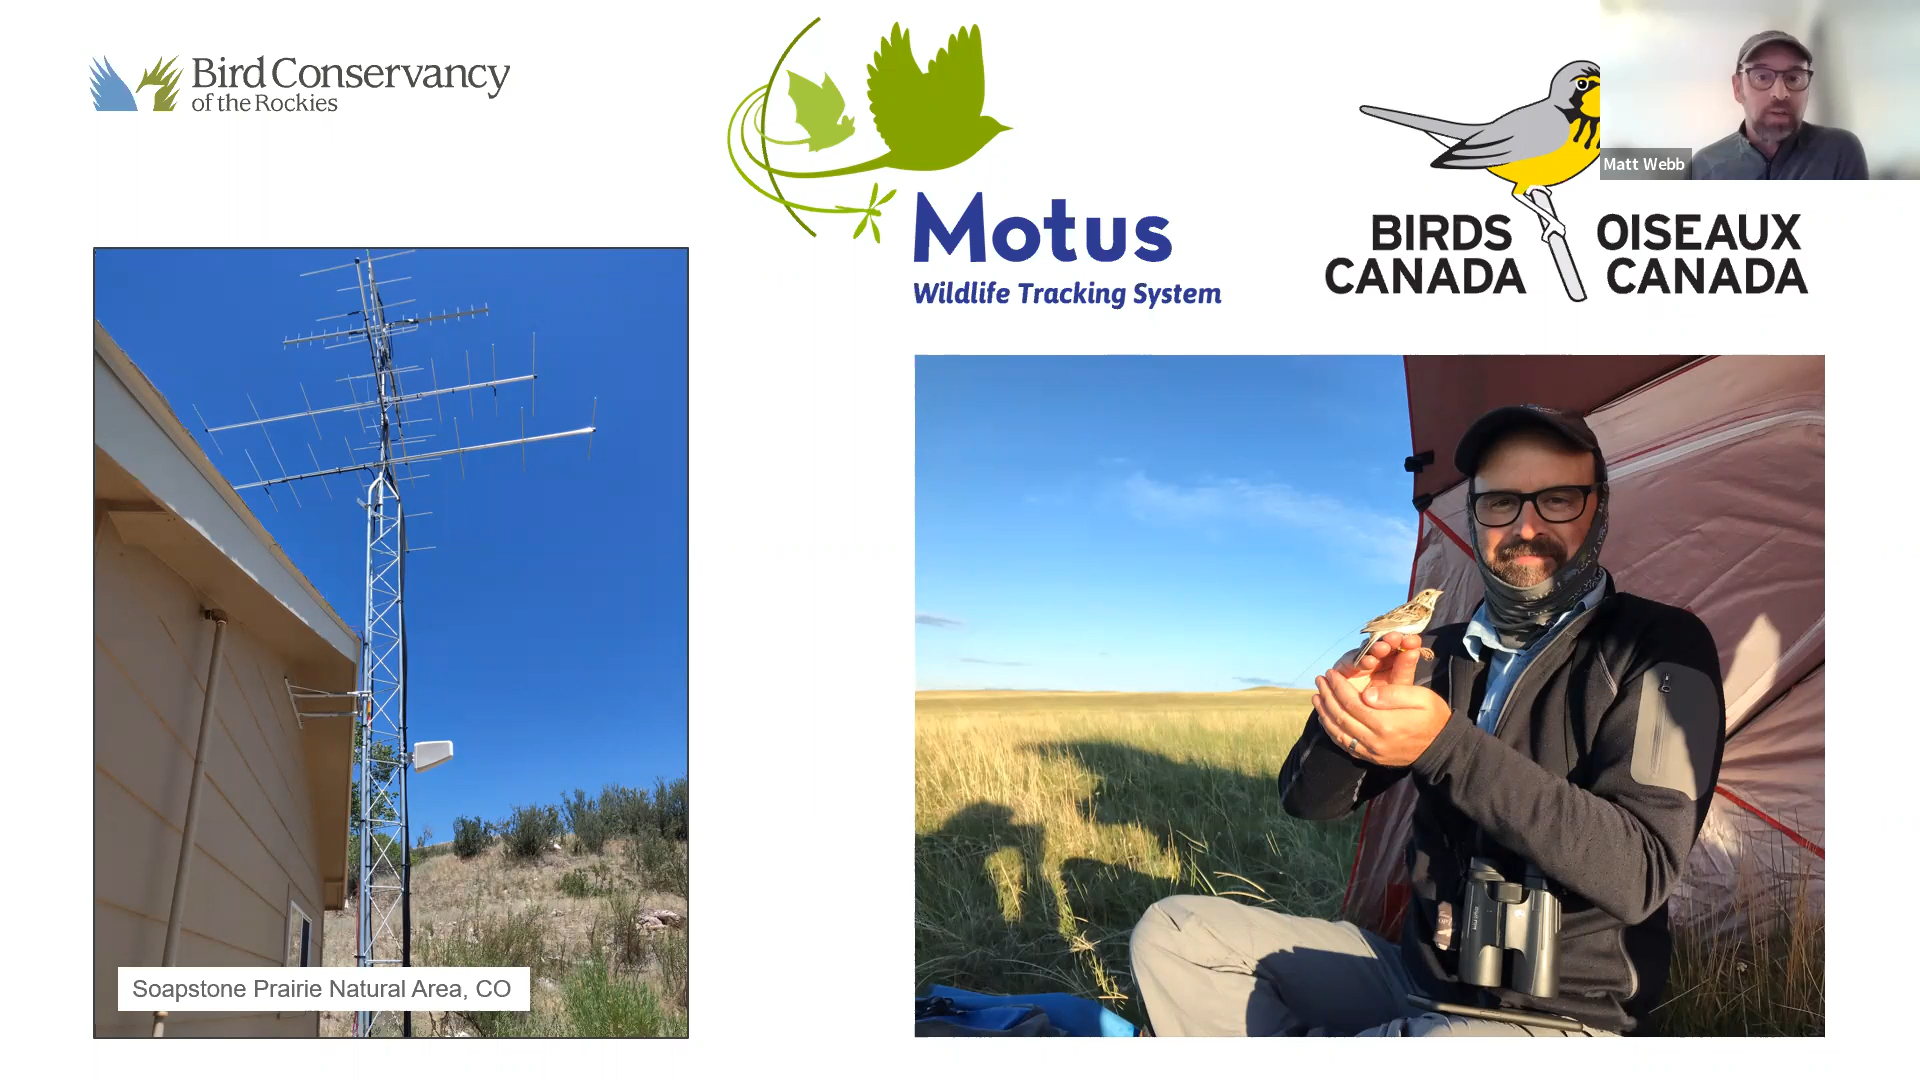 Bird Conservancy
of the Rockies
Motus
Wildlife Tracking System
BIRDS CANADA
OISEAUX CANADA
Matt Webb
Soapstone Prairie Natural Area, CO